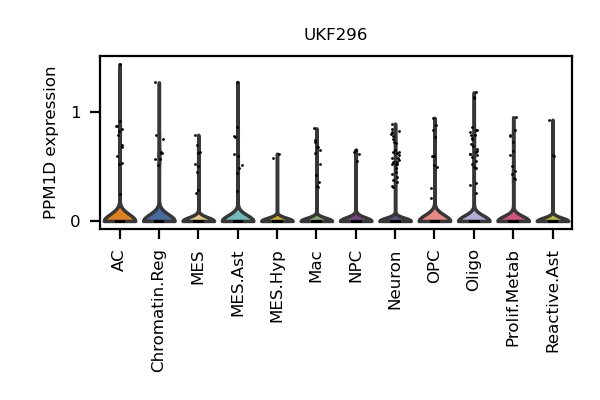 UKF296
PPM1D expression
1
0
AC
Chromatin.Reg
MES
MES.Ast
MES.Hyp
Mac
NPC
Neuron
OPC
Oligo
Prolif.Metab
Reactive.Ast